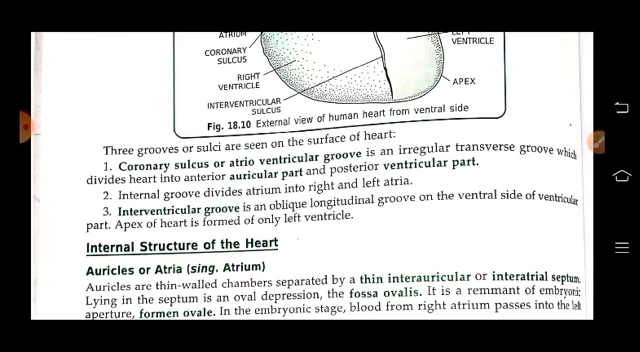 ATRIUM
CORONARY
SULCUS
RIGHT
VENTRICLE
INTERVENTRICULAR
SULCUS
LEFT
VENTRICLE
APEX
Fig. 18.10 External view of human heart from ventral side
Three grooves or sulci are seen on the surface of heart:
1. Coronary sulcus or atrio ventricular groove is an irregular transverse groove which
divides heart into anterior auricular part and posterior ventricular part.
2. Internal groove divides atrium into right and left atria.
3. Interventricular groove is an oblique longitudinal groove on the ventral side of ventricular
part. Apex of heart is formed of only left ventricle.
Internal Structure of the Heart
Auricles or Atria (sing. Atrium)
Auricles are thin-walled chambers separated by a thin interauricular or interatrial septum.
Lying in the septum is an oval depression, the fossa ovalis. It is a remnant of embryonic
aperture, formen ovale. In the embryonic stage, blood from right atrium passes into the left